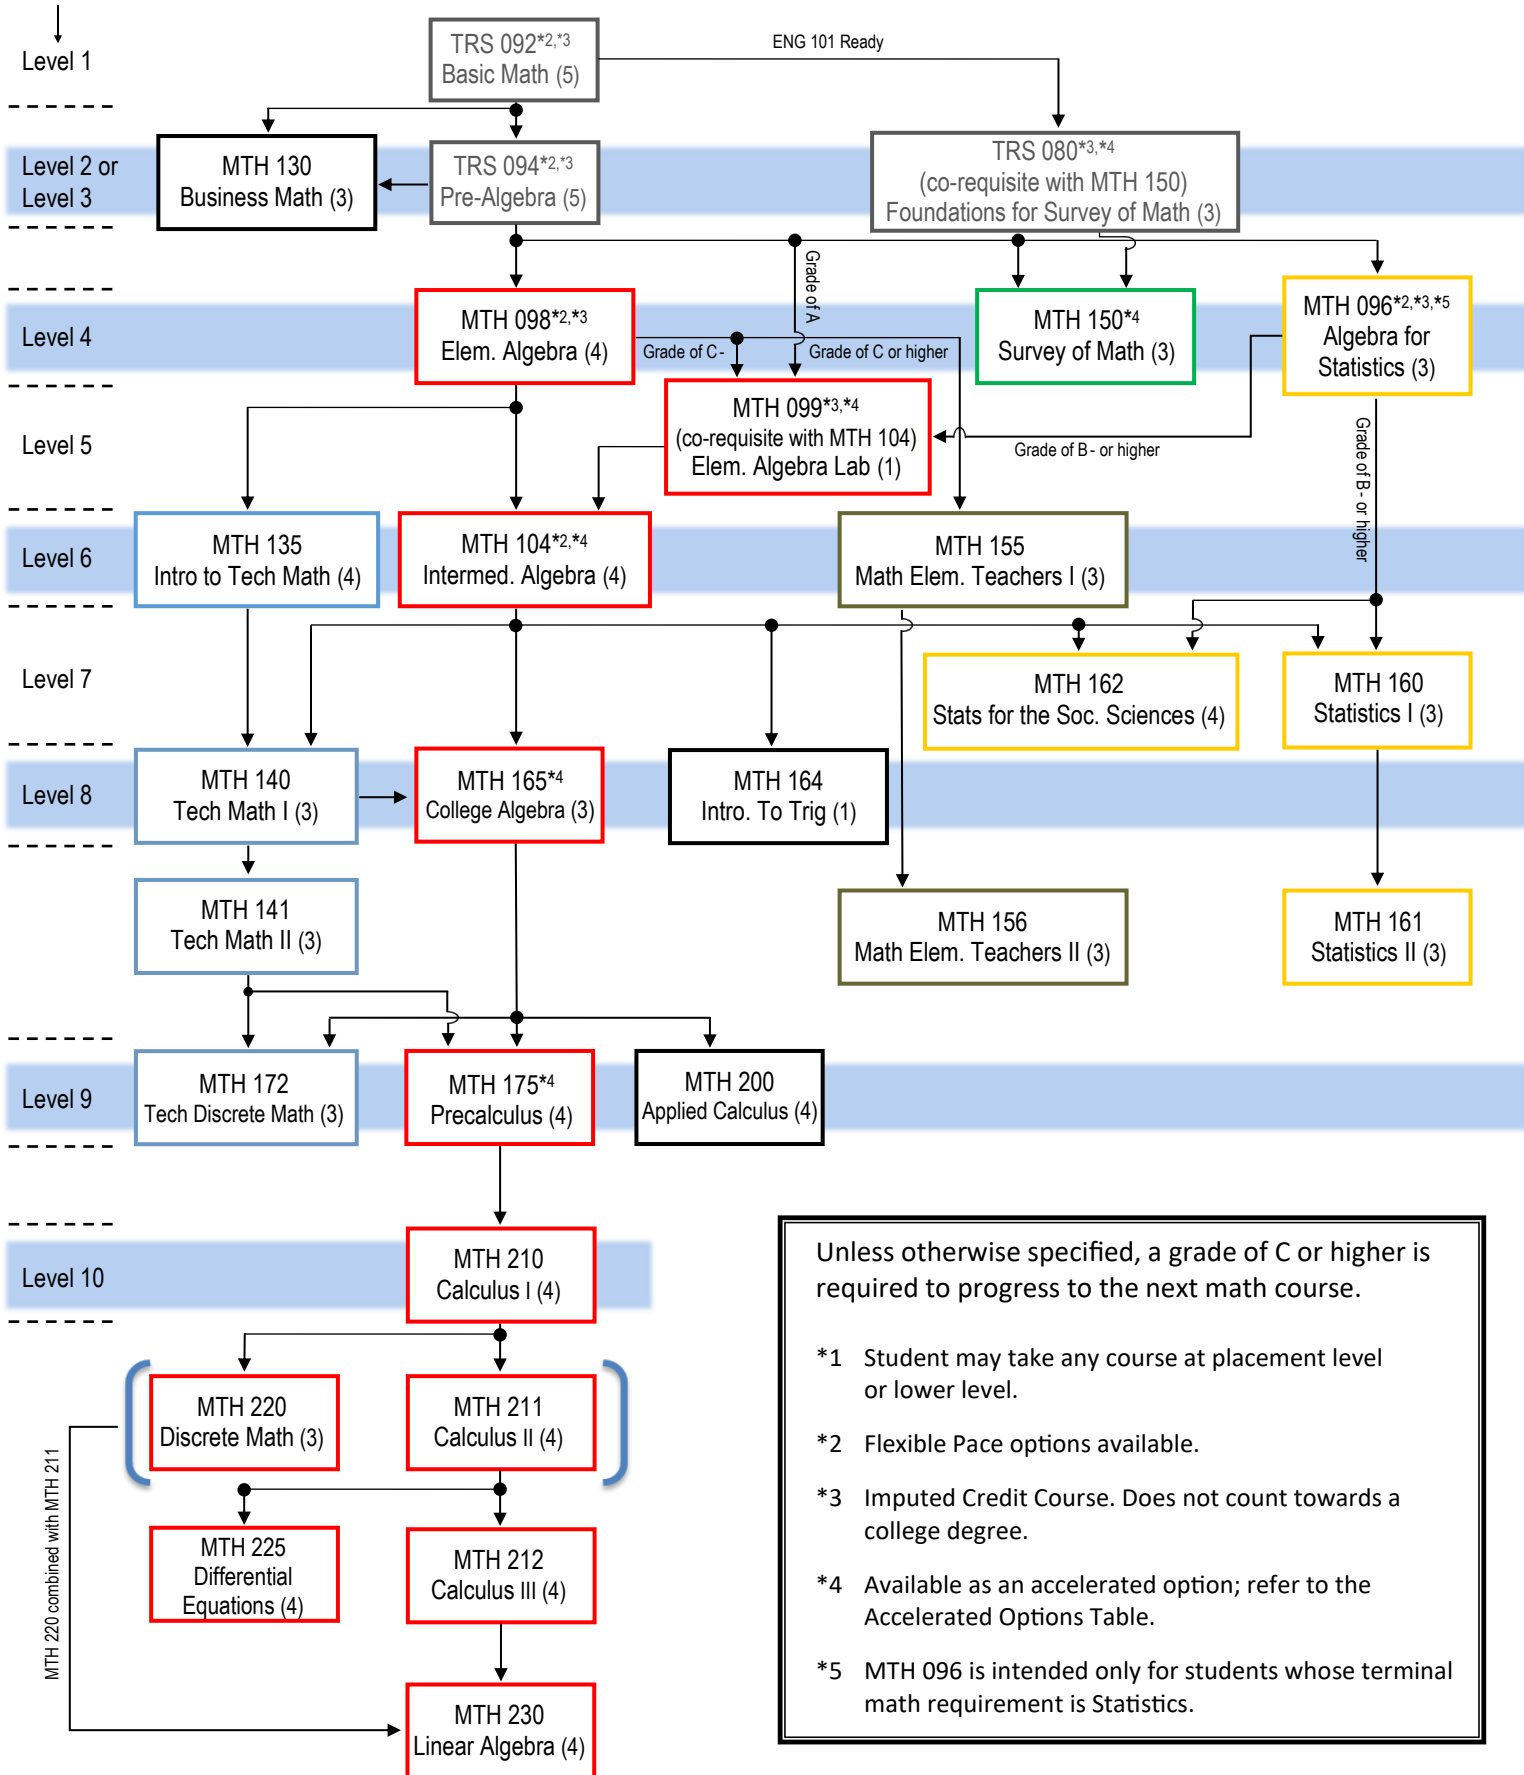 Level 1
TRS 092*2,*3
Basic Math (5)
ENG 101 Ready
Level 2 or
Level 3
MTH 130
Business Math (3)
TRS 094*2,*3
Pre-Algebra (5)
TRS 080*3,*4
(co-requisite with MTH 150)
Foundations for Survey of Math (3)
Level 4
MTH 098*2,*3
Elem. Algebra (4)
Grade of C-
Grade of A
Grade of C or higher
MTH 150*4
Survey of Math (3)
MTH 096*2,*3,*5
Algebra for
Statistics (3)
Level 5
MTH 099*3,*4
(co-requisite with MTH 104)
Elem. Algebra Lab (1)
Grade of B- or higher
Grade of B- or higher
Level 6
MTH 135
Intro to Tech Math (4)
MTH 104*2,*4
Intermed. Algebra (4)
MTH 155
Math Elem. Teachers I (3)
Level 7
MTH 162
Stats for the Soc. Sciences (4)
MTH 160
Statistics I (3)
Level 8
MTH 140
Tech Math I (3)
MTH 165*4
College Algebra (3)
MTH 164
Intro. To Trig (1)
MTH 141
Tech Math II (3)
MTH 156
Math Elem. Teachers II (3)
MTH 161
Statistics II (3)
Level 9
MTH 172
Tech Discrete Math (3)
MTH 175*4
Precalculus (4)
MTH 200
Applied Calculus (4)
Level 10
MTH 210
Calculus I (4)
MTH 220
Discrete Math (3)
MTH 211
Calculus II (4)
MTH 220 combined with MTH 211
MTH 225
Differential
Equations (4)
MTH 212
Calculus III (4)
MTH 230
Linear Algebra (4)
Unless otherwise specified, a grade of C or higher is
required to progress to the next math course.
*1 Student may take any course at placement level
or lower level.
*2 Flexible Pace options available.
*3 Imputed Credit Course. Does not count towards a
college degree.
*4 Available as an accelerated option; refer to the
Accelerated Options Table.
*5 MTH 096 is intended only for students whose terminal
math requirement is Statistics.